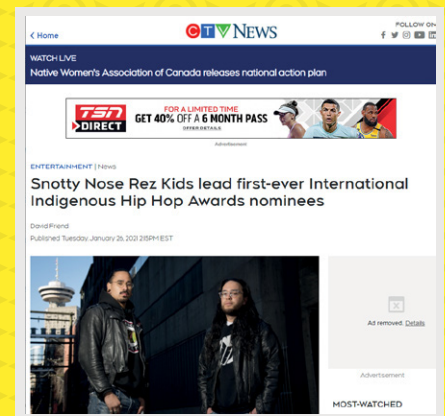 FOLLOW ON
< Home
CTV NEWS
WATCH LIVE
Native Women's Association of Canada releases national action plan
TSN DIRECT
FOR A LIMITED TIME
GET 40% OFF A 6 MONTH PASS
OFFER DETAILS
Advertisement
ENTERTAINMENT | News
Snotty Nose Rez Kids lead first-ever International
Indigenous Hip Hop Awards nominees
David Friend
Published Tuesday, January 26, 2021 2:15PM EST
Ad removed. Details
Advertisement
MOST-WATCHED